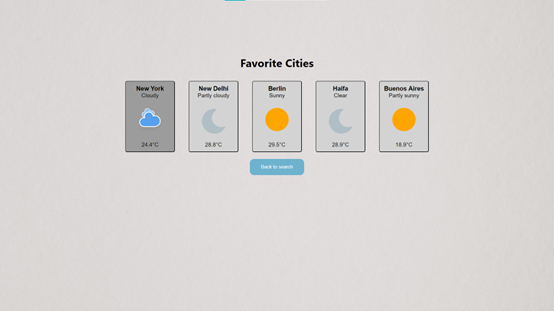 Favorite Cities
New York
Cloudy
24.4°C
New Delhi
Partly cloudy
28.8°C
Berlin
Sunny
29.5°C
Haifa
Clear
28.9°C
Buenos Aires
Partly sunny
18.9°C
Back to search